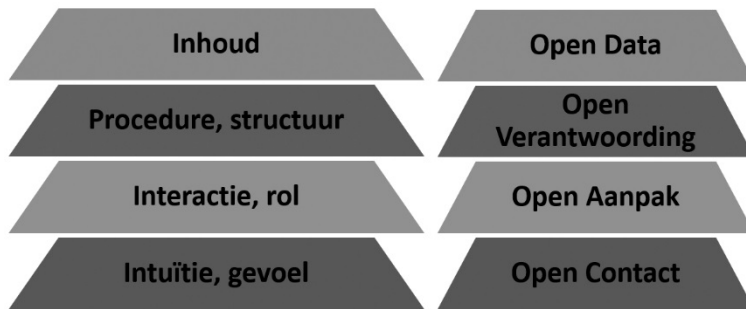 Inhoud
Procedure, structuur
Interactie, rol
Intuïtie, gevoel
Open Data
Open
Verantwoording
Open Aanpak
Open Contact